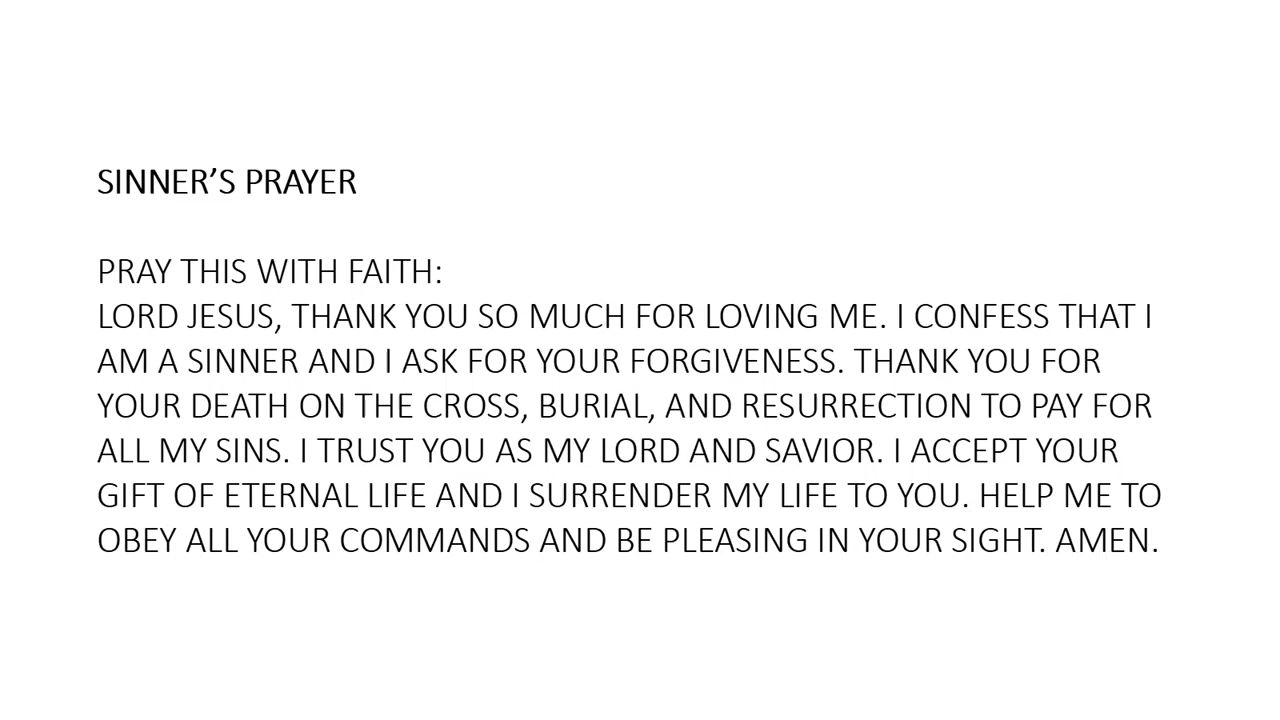 SINNER’S PRAYER
PRAY THIS WITH FAITH:
LORD JESUS, THANK YOU SO MUCH FOR LOVING ME. I CONFESS THAT I
AM A SINNER AND I ASK FOR YOUR FORGIVENESS. THANK YOU FOR
YOUR DEATH ON THE CROSS, BURIAL, AND RESURRECTION TO PAY FOR
ALL MY SINS. I TRUST YOU AS MY LORD AND SAVIOR. I ACCEPT YOUR
GIFT OF ETERNAL LIFE AND I SURRENDER MY LIFE TO YOU. HELP ME TO
OBEY ALL YOUR COMMANDS AND BE PLEASING IN YOUR SIGHT. AMEN.